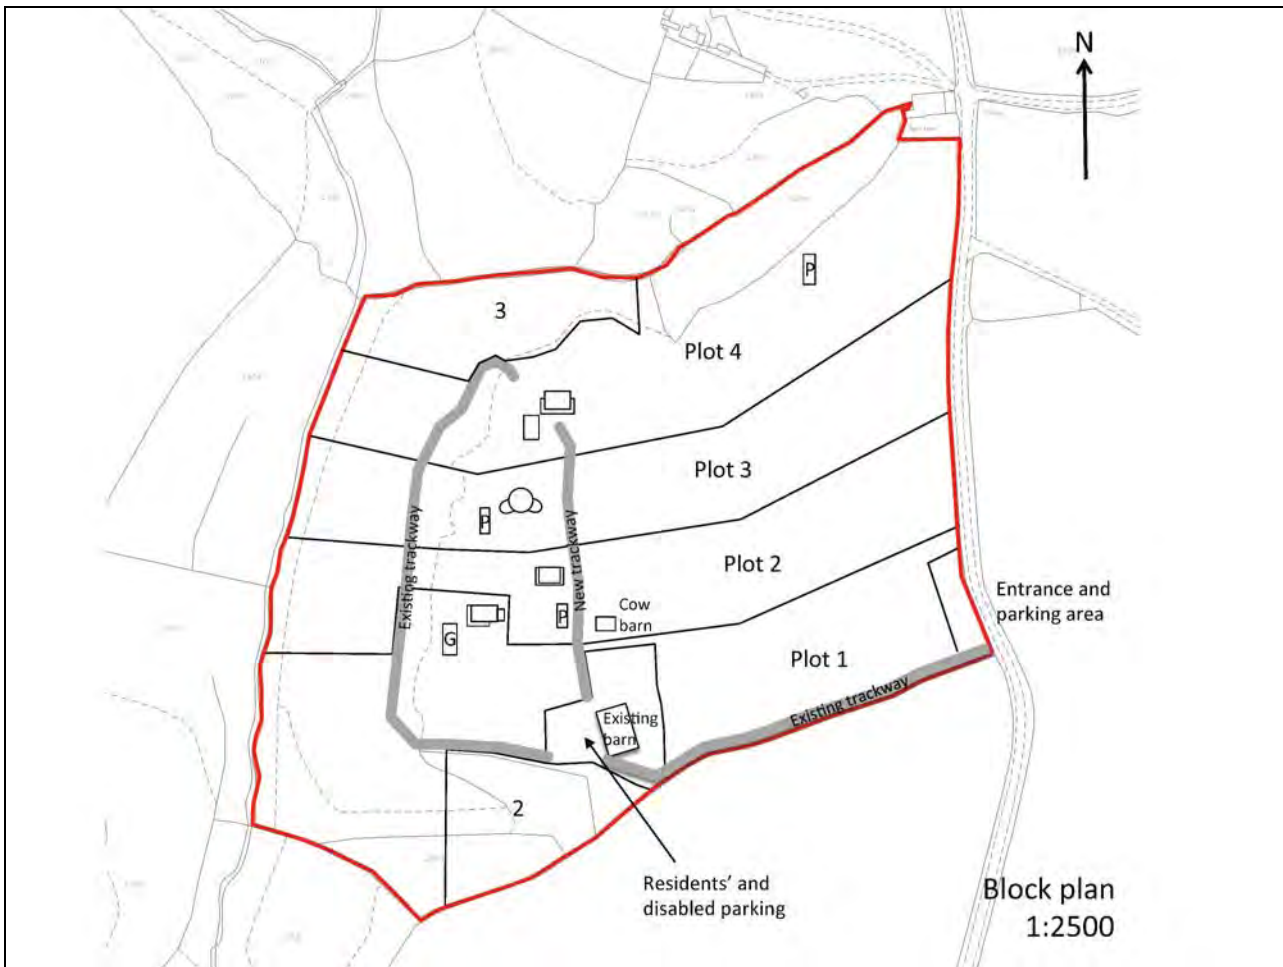 N
P
3
Plot 4
Plot 3
P
Existing trackway
New trackway
Plot 2
Cow
barn
P
G
Entrance and
parking area
Plot 1
Existing trackway
Existing
barn
2
Residents' and
disabled parking
Block plan
1:2500